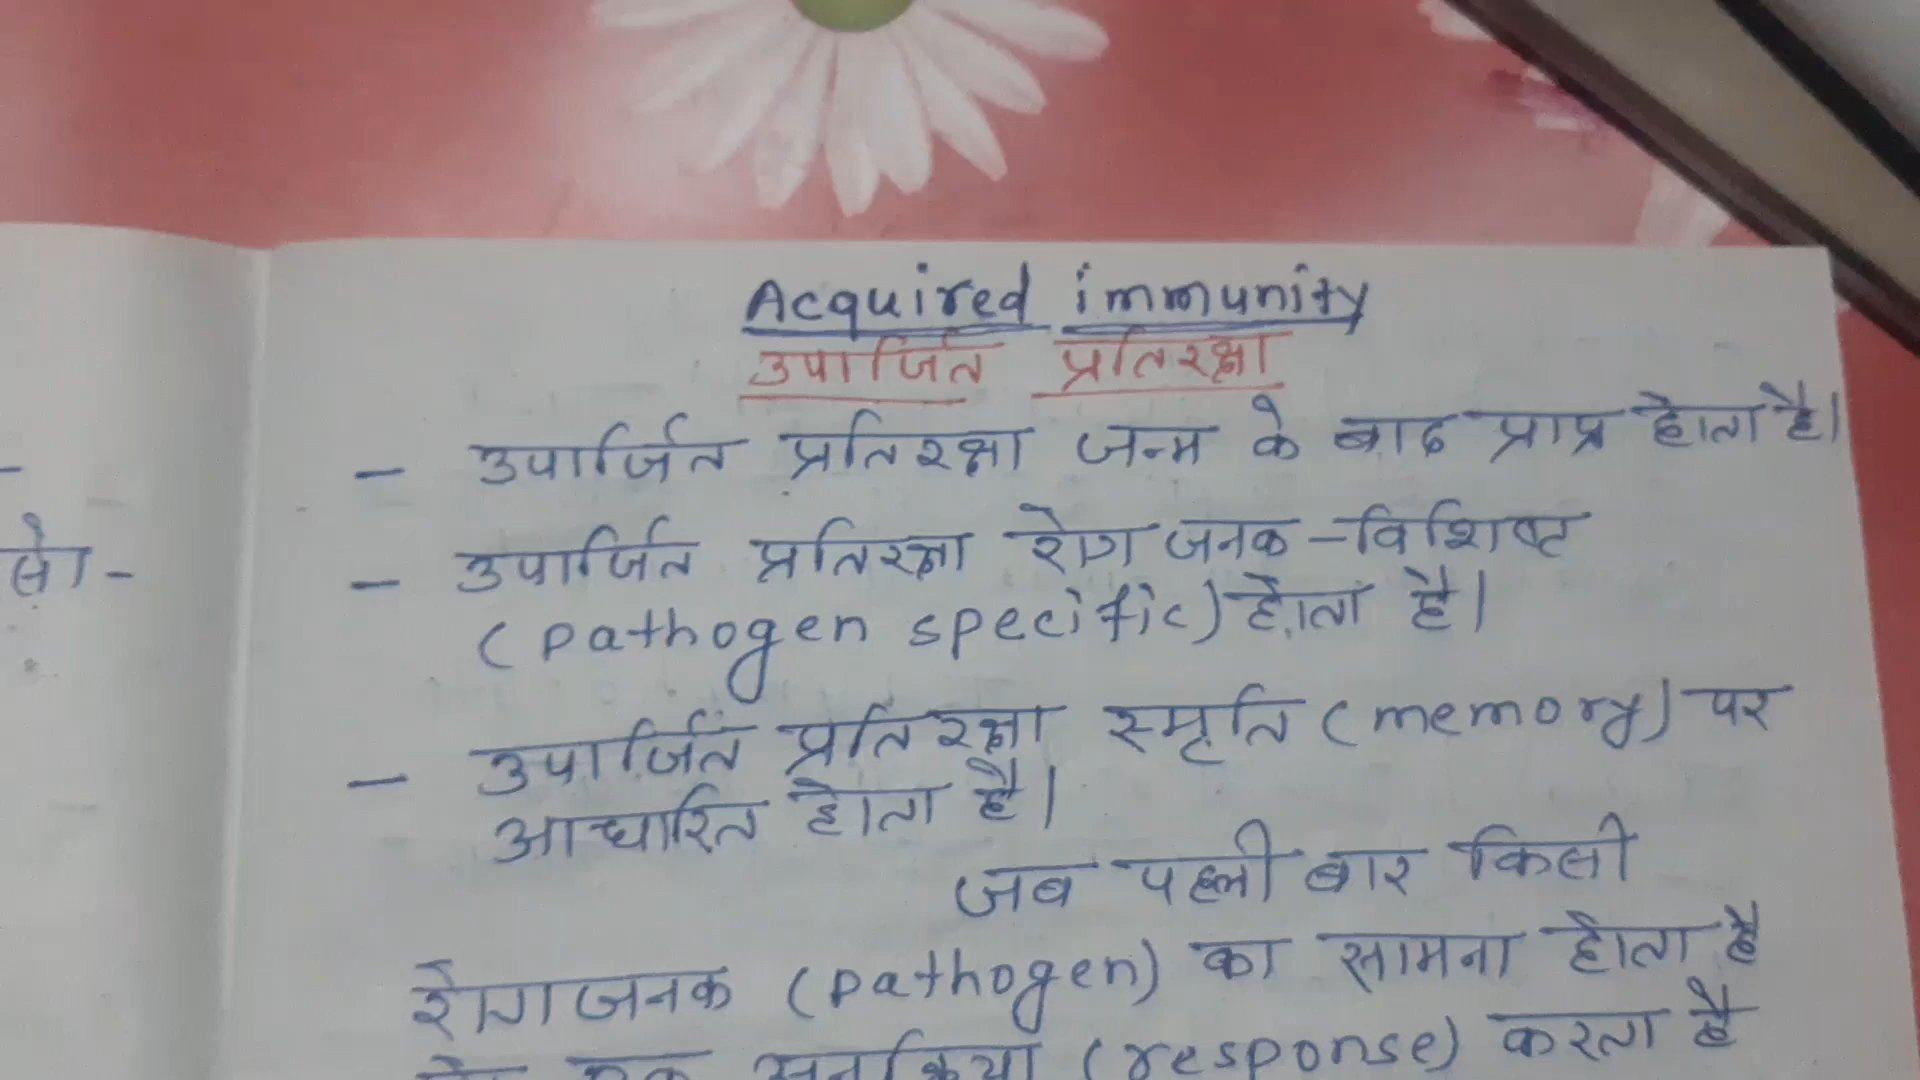 Acquired immunity
उपार्जित प्रतिरक्षा
- उपार्जित प्रतिरक्षा जन्म के बाद प्राप्त होता है।
- उपार्जित प्रतिरक्षा रोगजनक-विशिष्ट
(pathogen specific) होता है।
- उपार्जित प्रतिरक्षा स्मृति (memory) पर
आधारित होता है।
जब पहली बार किसी
रोगजनक (pathogen) का सामना होता है
(response) करता है